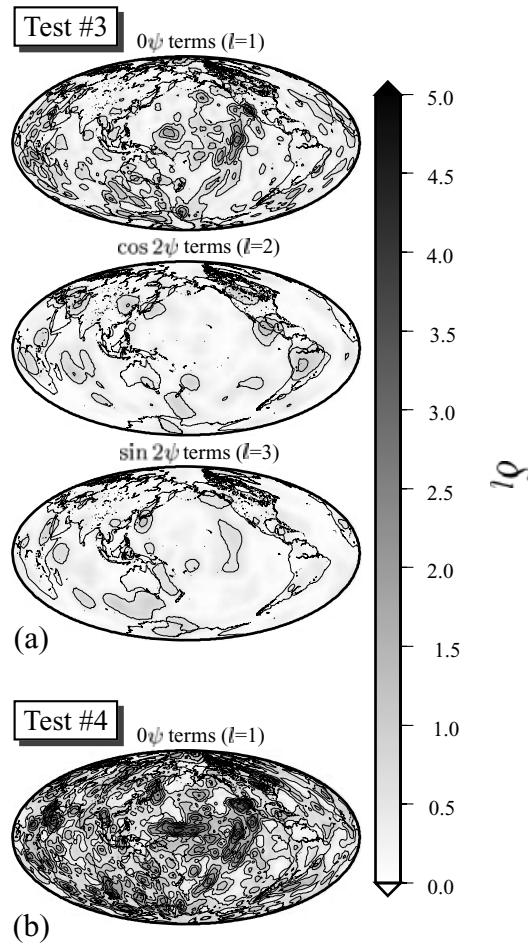 Test #3
0ψ terms (l=1)
cos 2ψ terms (l=2)
sin 2ψ terms (l=3)
(a)
Test #4
0ψ terms (l=1)
(b)
5.0
4.5
4.0
3.5
3.0
2.5
2.0
1.5
1.0
0.5
0.0